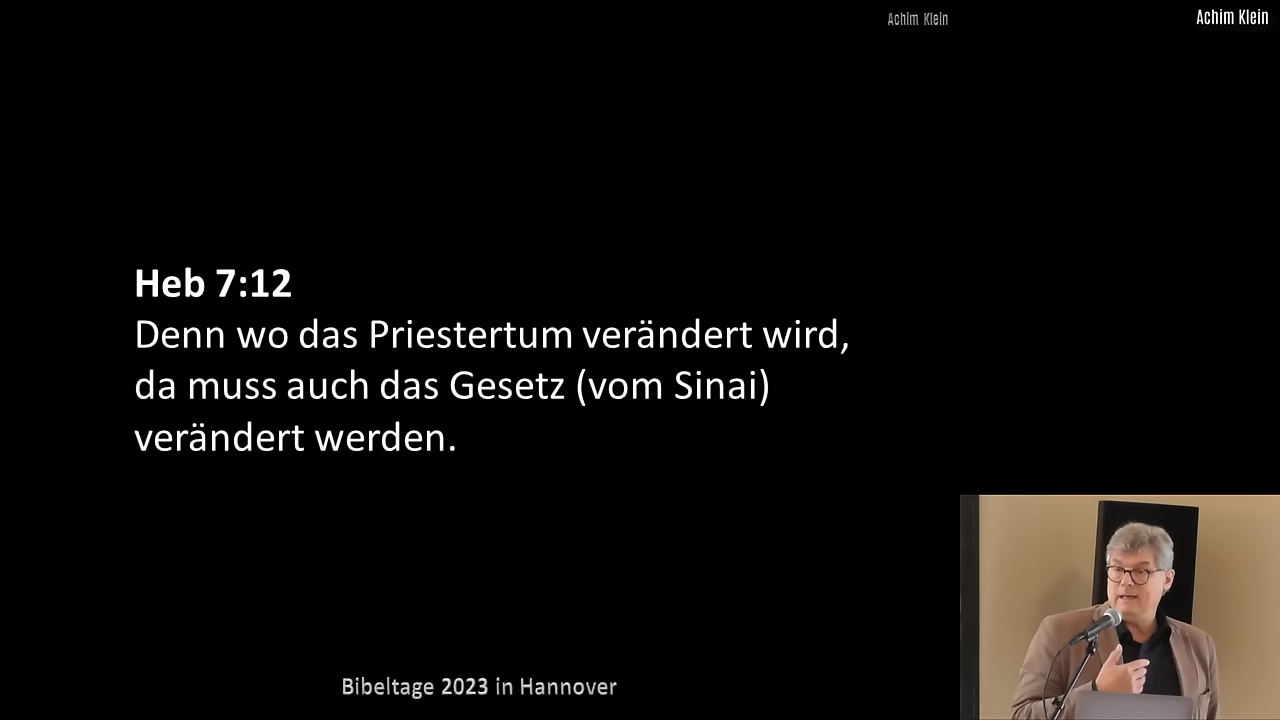 Achim Klein
Achim Klein
Heb 7:12
Denn wo das Priestertum verändert wird,
da muss auch das Gesetz (vom Sinai)
verändert werden.
Bibeltage 2023 in Hannover